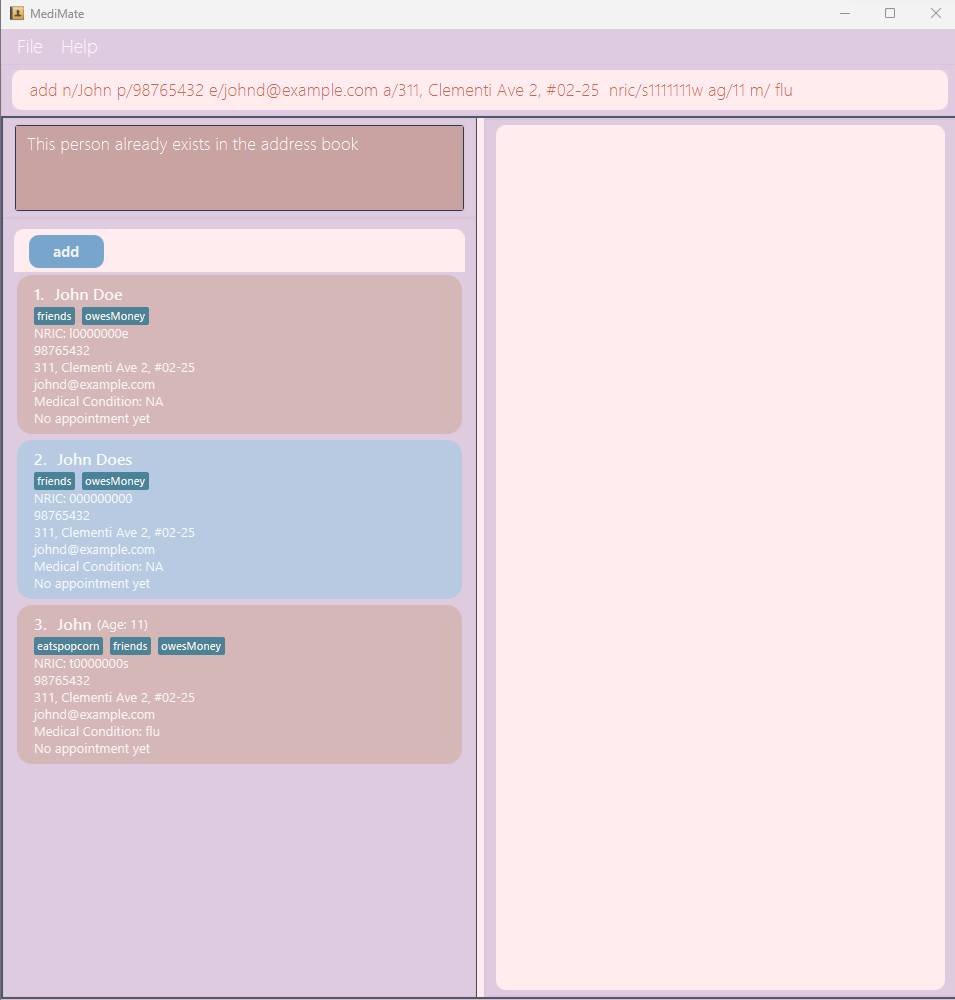 MediMate
File Help
add n/John p/98765432 e/johnd@example.com a/311, Clementi Ave 2, #02-25  nric/s1111111w ag/11 m/ flu
This person already exists in the address book
add
1. John Doe
friends owesMoney
NRIC: l0000000e
98765432
311, Clementi Ave 2, #02-25
johnd@example.com
Medical Condition: NA
No appointment yet
2. John Does
friends owesMoney
NRIC: 000000000
98765432
311, Clementi Ave 2, #02-25
johnd@example.com
Medical Condition: NA
No appointment yet
3. John (Age: 11)
eatspopcorn friends owesMoney
NRIC: t0000000s
98765432
311, Clementi Ave 2, #02-25
johnd@example.com
Medical Condition: flu
No appointment yet